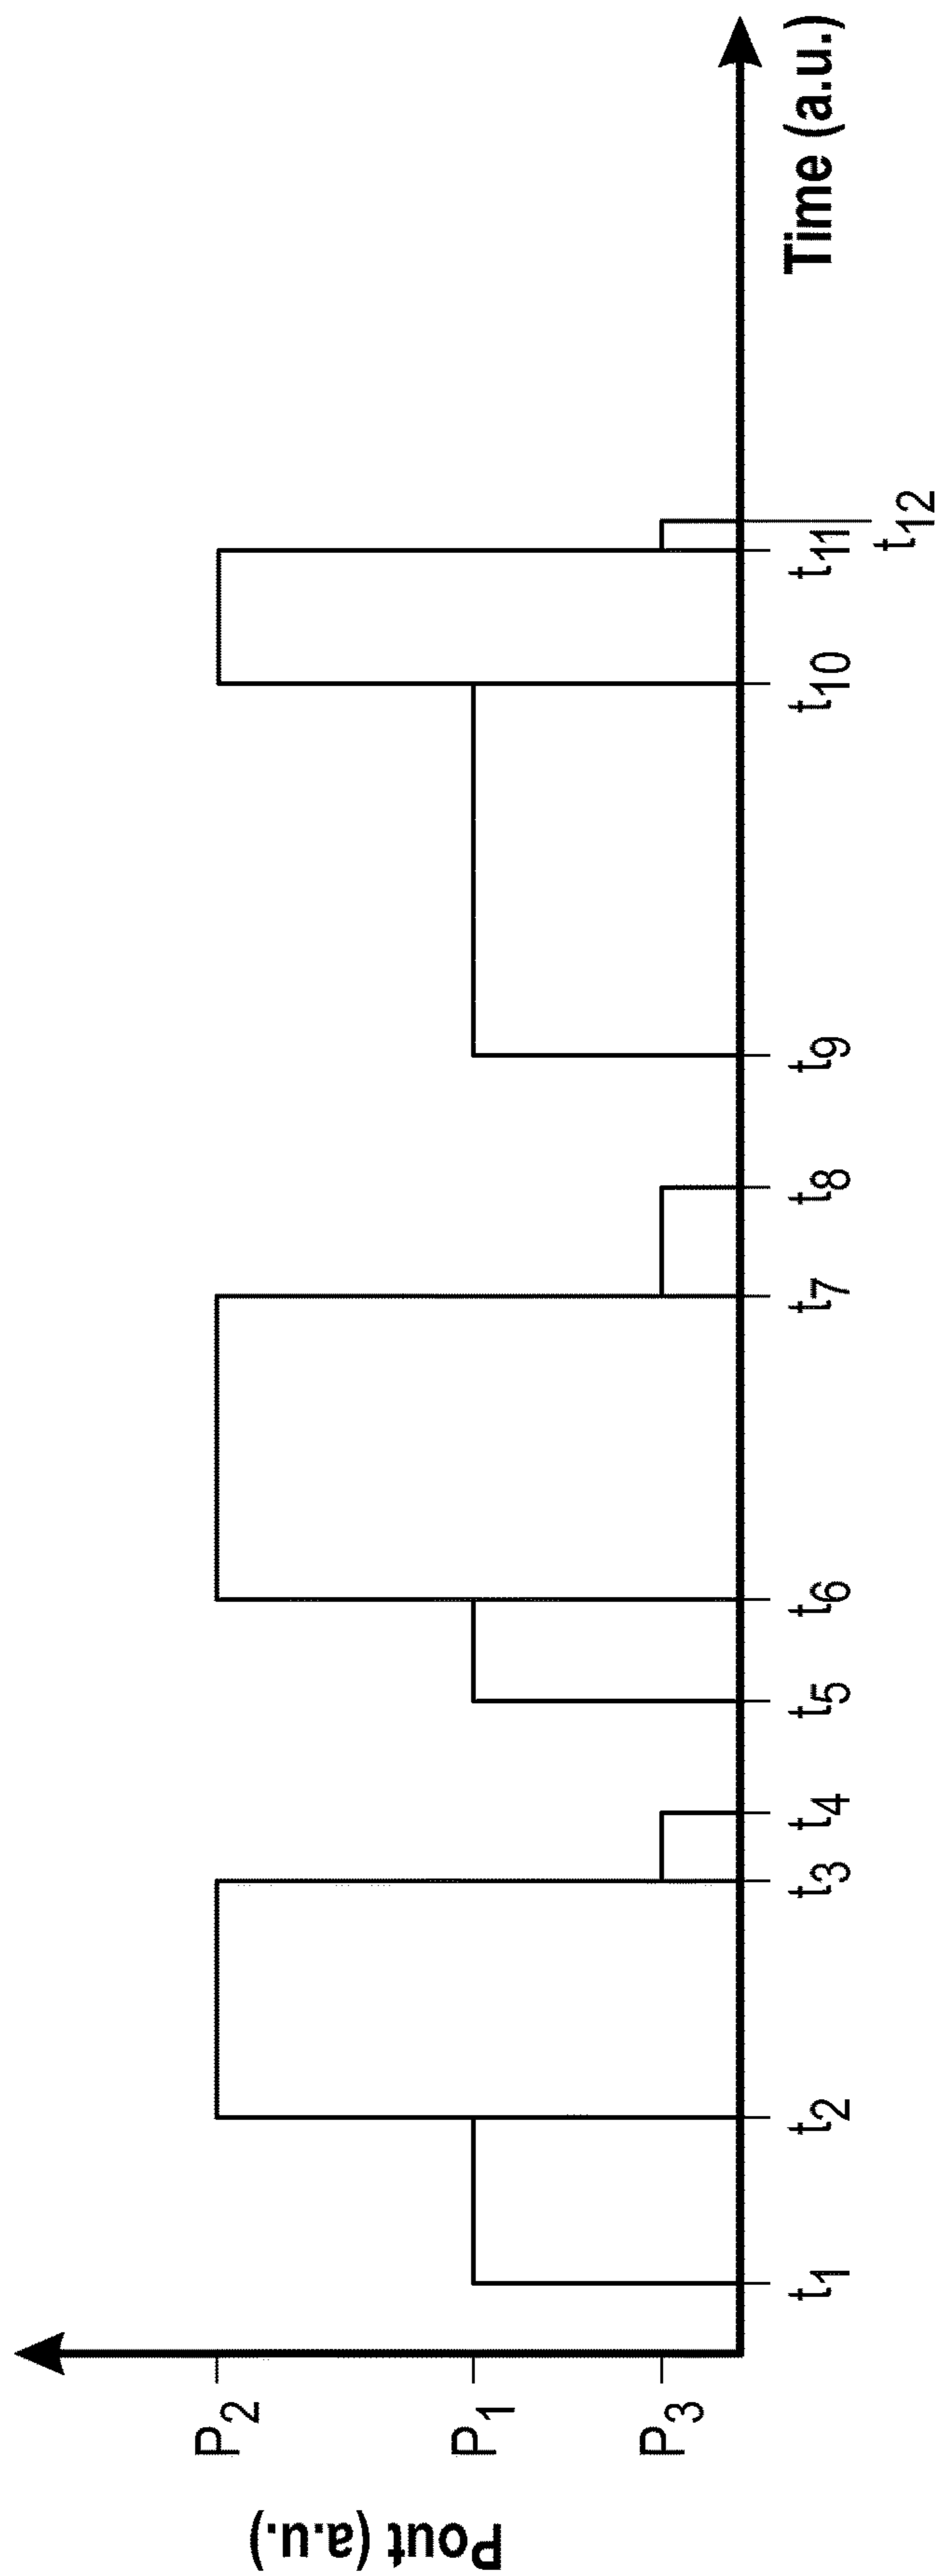 Pout (a.u.)
P2
P1
P3
t1 t2 t3 t4 t5 t6 t7 t8 t9 t10 t11
t12
Time (a.u.)